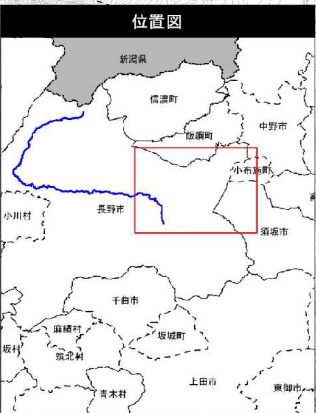 位置図
新潟県
信濃町
飯綱町
中野市
小布施町
小川村
長野市
須坂市
千曲市
麻績村
坂城町
坂村
筑北村
青木村
上田市
東御市